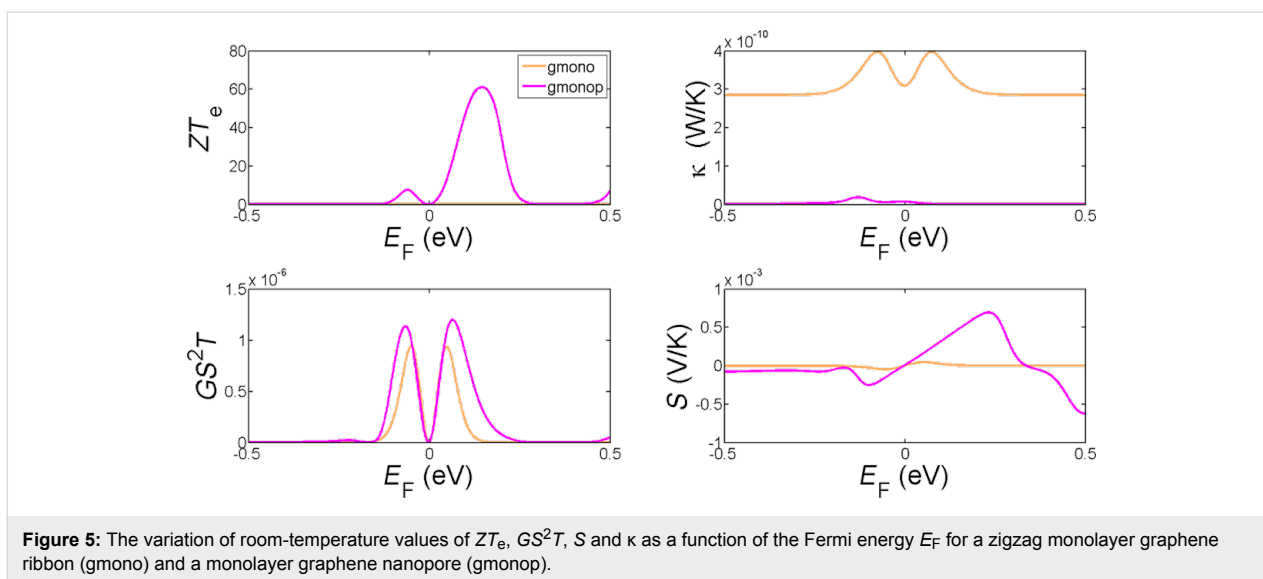 80
60
40
20
0
ZTe
-0.5
0
0.5
EF (eV)
gmono
gmonop
4 x 10-10
3
2
1
0
κ (W/K)
-0.5
0
0.5
EF (eV)
1.5 x 10-6
1
0.5
0
GS2T
-0.5
0
0.5
EF (eV)
1 x 10-3
0.5
0
-0.5
-1
S (V/K)
-0.5
0
0.5
EF (eV)
Figure 5: The variation of room-temperature values of ZTe, GS2T, S and κ as a function of the Fermi energy EF for a zigzag monolayer graphene
ribbon (gmono) and a monolayer graphene nanopore (gmonop).